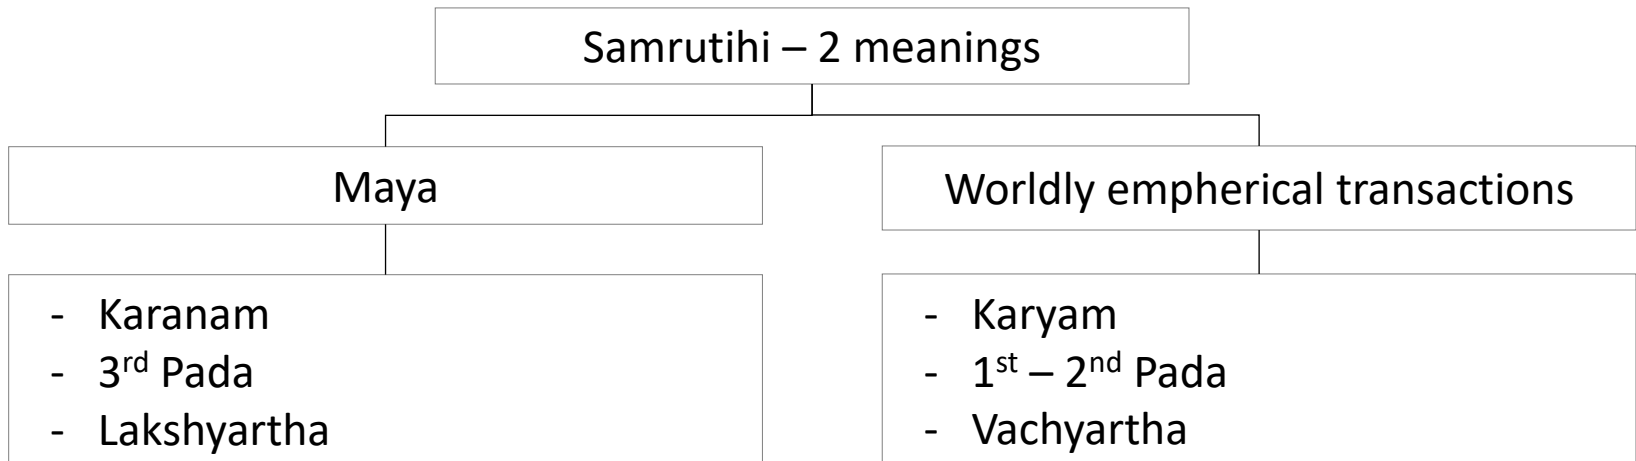 Samrutihi – 2 meanings
Maya
Worldly empherical transactions
- Karanam
- 3rd Pada
- Lakshyartha
- Karyam
- 1st – 2nd Pada
- Vachyartha